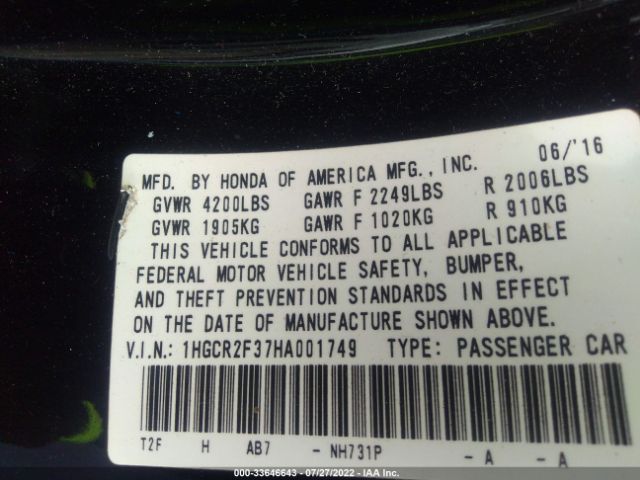 06/'16
MFD. BY HONDA OF AMERICA MFG., INC.
GVWR 4200LBS GAWR F 2249LBS R 2006LBS
GVWR 1905KG GAWR F 1020KG R 910KG
THIS VEHICLE CONFORMS TO ALL APPLICABLE
FEDERAL MOTOR VEHICLE SAFETY, BUMPER,
AND THEFT PREVENTION STANDARDS IN EFFECT
ON THE DATE OF MANUFACTURE SHOWN ABOVE.
V.I.N.: 1HGCR2F37HA001749 TYPE: PASSENGER CAR
T2F H AB7 - NH731P - A - A
000-33646643 / 07/27/2022 - IAA Inc.